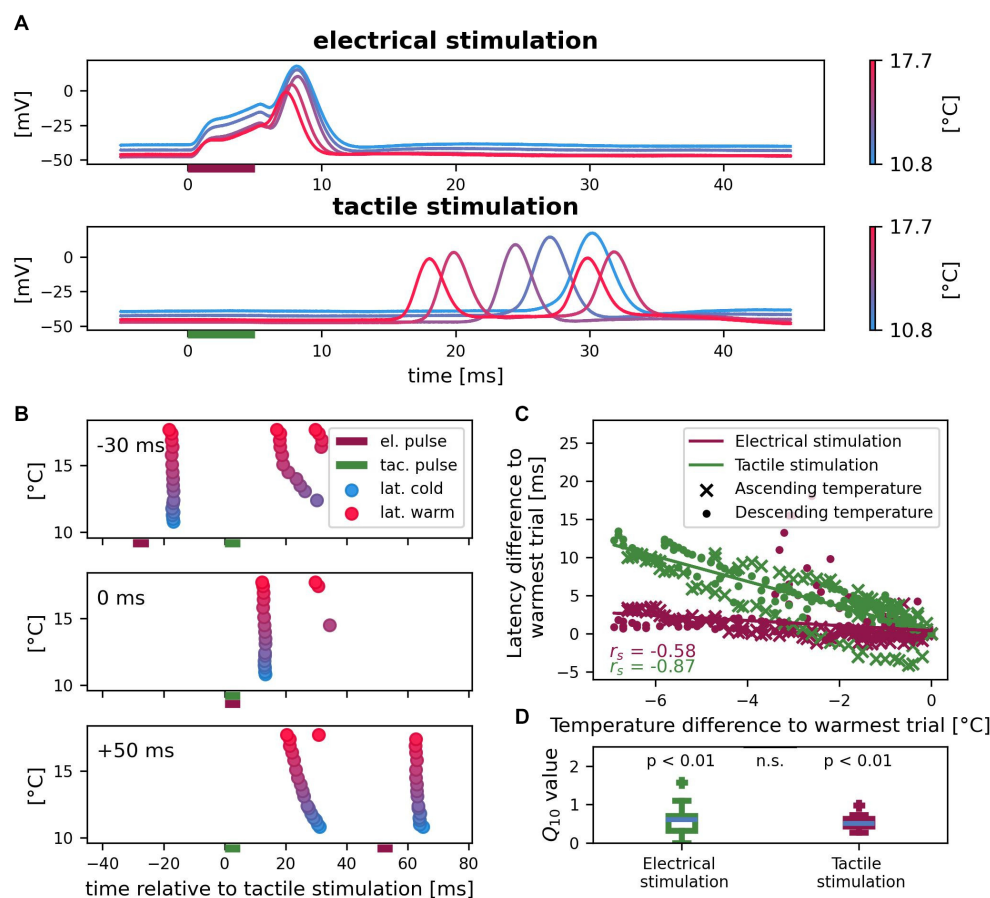 A
electrical stimulation
[mV]
0
−25
−50
0
10
20
30
40
17.7
[°C]
10.8
tactile stimulation
[mV]
0
−25
−50
0
10
20
30
40
time [ms]
17.7
[°C]
10.8
B
-30 ms
[°C]
15
10
el. pulse
tac. pulse
lat. cold
lat. warm
0 ms
[°C]
15
10
+50 ms
[°C]
15
10
−40
−20
0
20
40
60
80
time relative to tactile stimulation [ms]
C
Latency difference to
warmest trial [ms]
25
20
15
10
5
0
−5
Electrical stimulation
Tactile stimulation
Ascending temperature
Descending temperature
rs = -0.58
rs = -0.87
−6
−4
−2
0
Temperature difference to warmest trial [°C]
D
Q10 value
2
1
0
p < 0.01
n.s.
p < 0.01
Electrical
stimulation
Tactile
stimulation